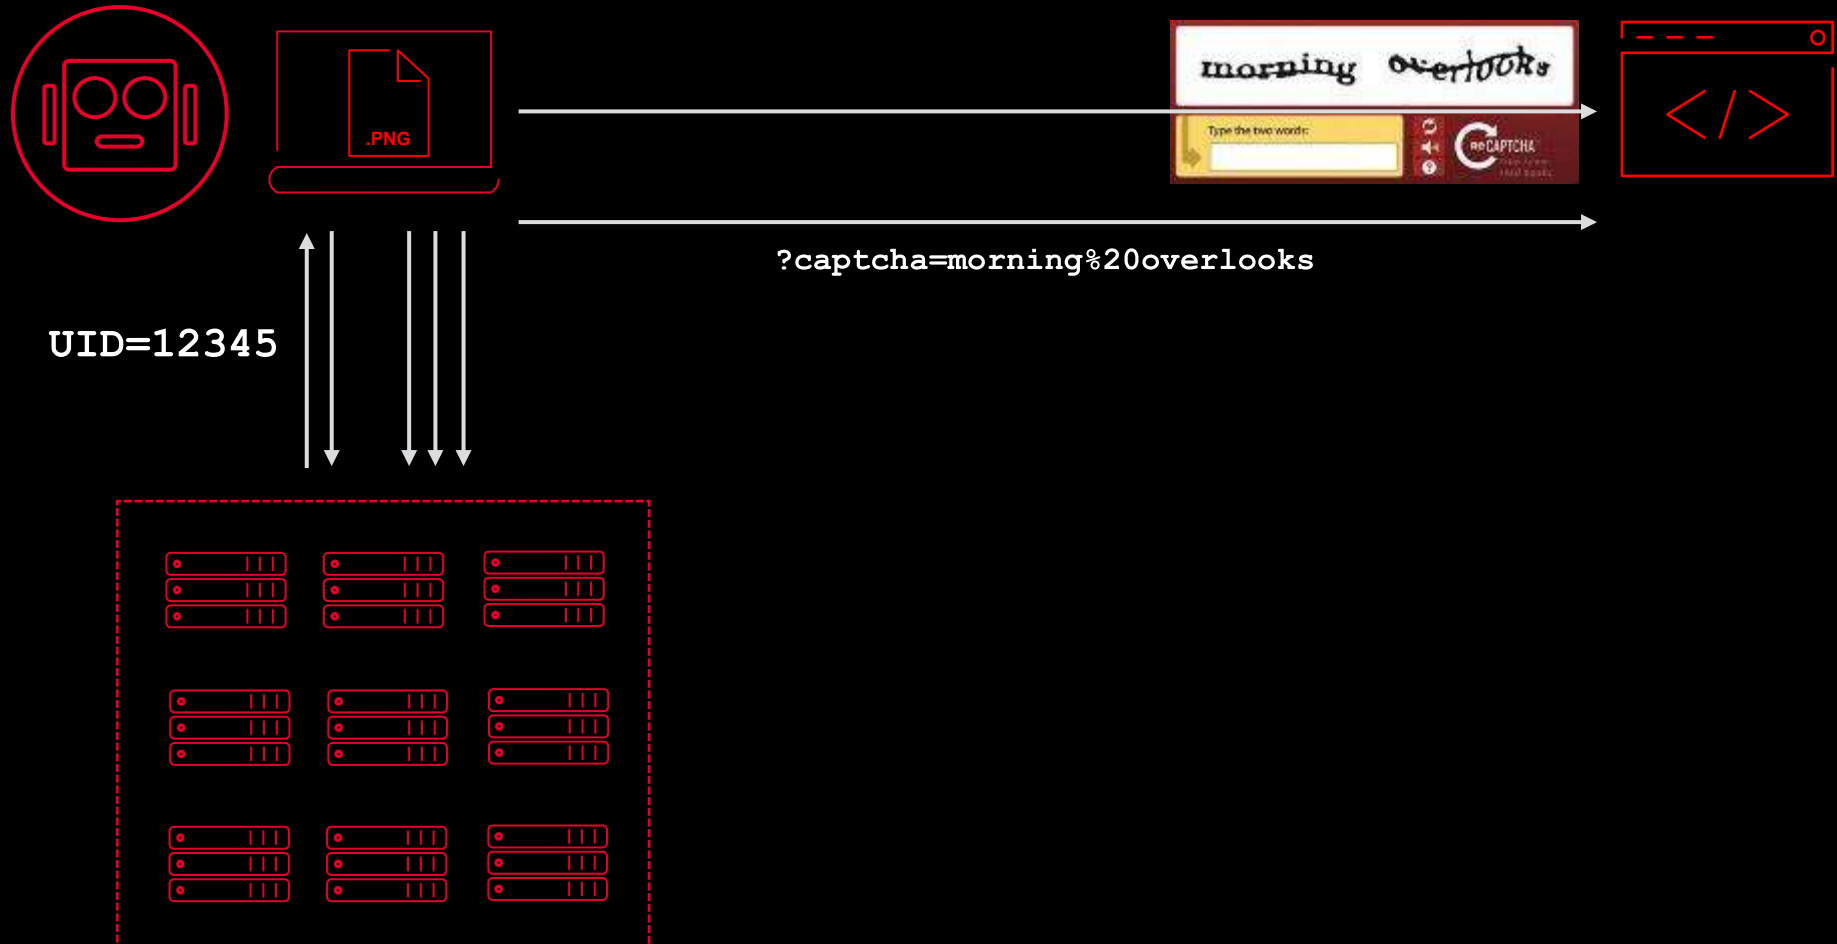 .PNG
morning overlooks
Type the two words:
reCAPTCHA
?captcha=morning%20overlooks
UID=12345